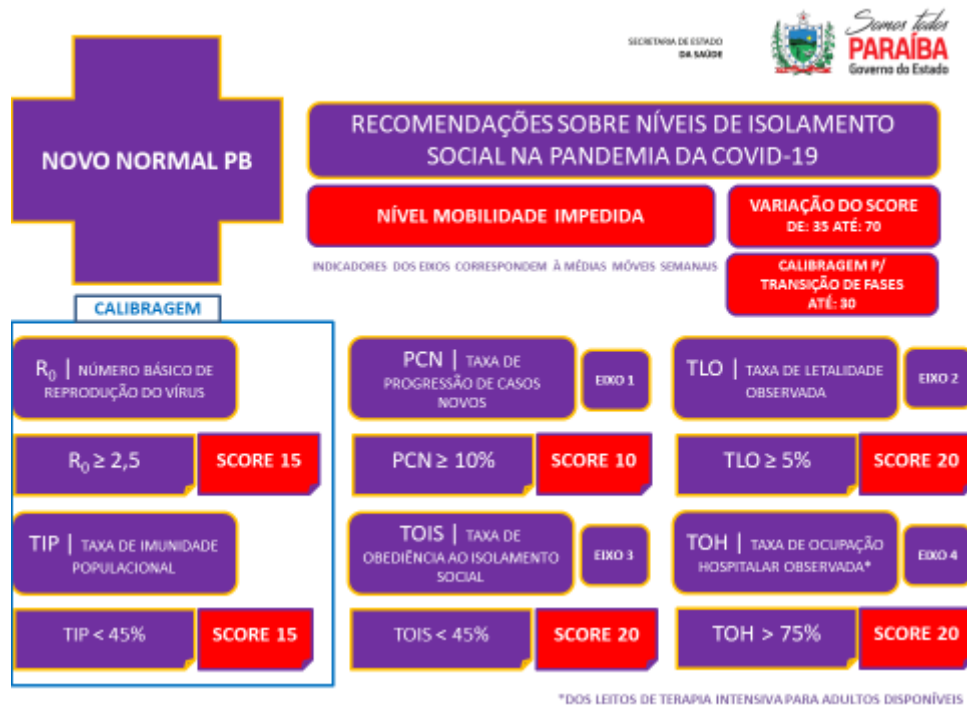 SECRETARIA DE ESTADO
DA SAÚDE
Somos todos
PARAÍBA
Governo do Estado
NOVO NORMAL PB
RECOMENDAÇÕES SOBRE NÍVEIS DE ISOLAMENTO
SOCIAL NA PANDEMIA DA COVID-19
NÍVEL MOBILIDADE IMPEDIDA
VARIAÇÃO DO SCORE
DE: 35 ATÉ: 70
INDICADORES DOS EIXOS CORRESPONDEM À MÉDIAS MÓVEIS SEMANAIS
CALIBRAGEM P/
TRANSIÇÃO DE FASES
ATÉ: 30
CALIBRAGEM
R₀ | NÚMERO BÁSICO DE
REPRODUÇÃO DO VÍRUS
R₀ ≥ 2,5
SCORE 15
TIP | TAXA DE IMUNIDADE
POPULACIONAL
TIP < 45%
SCORE 15
PCN | TAXA DE
PROGRESSÃO DE CASOS
NOVOS
EIXO 1
PCN ≥ 10%
SCORE 10
TLO | TAXA DE LETALIDADE
OBSERVADA
EIXO 2
TLO ≥ 5%
SCORE 20
TOIS | TAXA DE
OBEDIÊNCIA AO ISOLAMENTO
SOCIAL
EIXO 3
TOIS < 45%
SCORE 20
TOH | TAXA DE OCUPAÇÃO
HOSPITALAR OBSERVADA*
EIXO 4
TOH > 75%
SCORE 20
*DOS LEITOS DE TERAPIA INTENSIVA PARA ADULTOS DISPONÍVEIS